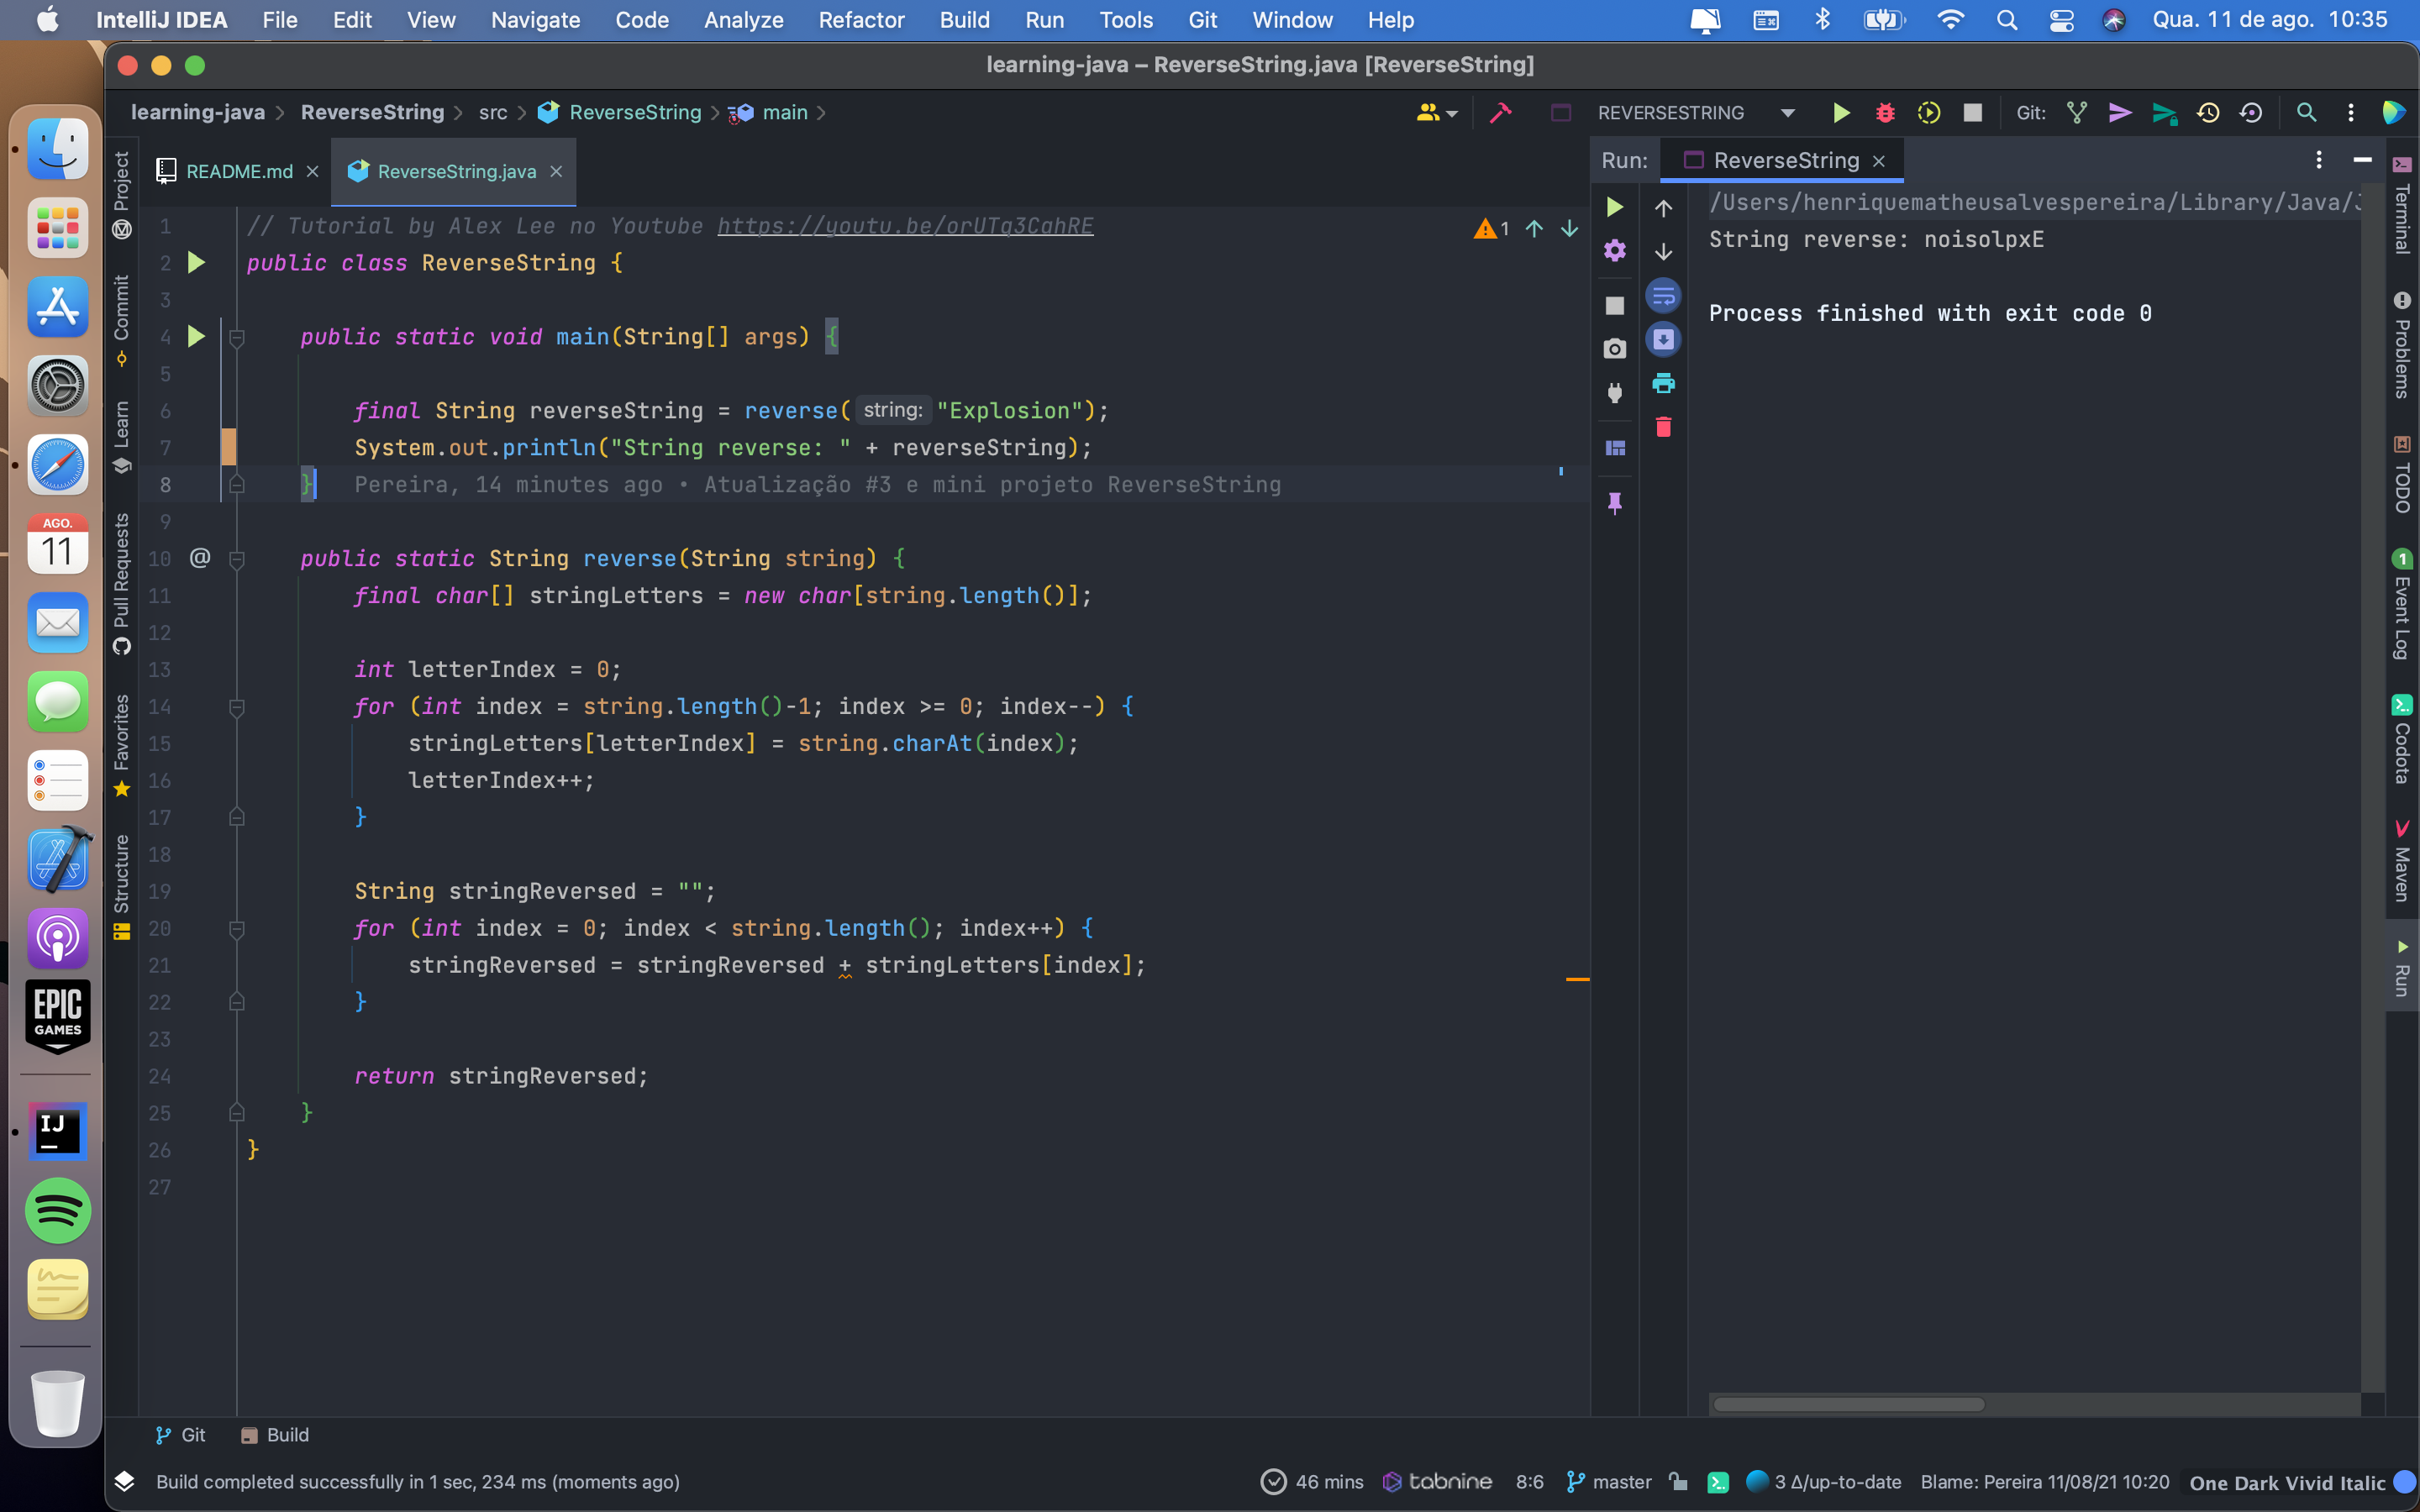 IntelliJ IDEA File Edit View Navigate Code Analyze Refactor Build Run Tools Git Window Help Qua. 11 de ago. 10:35
learning-java – ReverseString.java [ReverseString]
learning-java ReverseString src ReverseString main REVERSESTRING Git:
README.md ReverseString.java
Run: ReverseString
Project
Commit
Learn
Pull Requests
Favorites
Structure
1 // Tutorial by Alex Lee no Youtube https://youtu.be/orUTq3CahRE
2 public class ReverseString {
3
4 public static void main(String[] args) {
5
6 final String reverseString = reverse( string: "Explosion");
7 System.out.println("String reverse: " + reverseString);
8 } Pereira, 14 minutes ago • Atualização #3 e mini projeto ReverseString
9
10 @ public static String reverse(String string) {
11 final char[] stringLetters = new char[string.length()];
12
13 int letterIndex = 0;
14 for (int index = string.length()-1; index >= 0; index--) {
15 stringLetters[letterIndex] = string.charAt(index);
16 letterIndex++;
17 }
18
19 String stringReversed = "";
20 for (int index = 0; index < string.length(); index++) {
21 stringReversed = stringReversed + stringLetters[index];
22 }
23
24 return stringReversed;
25 }
26 }
27
1
/Users/henriquematheusalvespereira/Library/Java/J
String reverse: noisolpxE
Process finished with exit code 0
Terminal
Problems
TODO
1
Event Log
Codota
Maven
Run
AGO.
11
EPIC
GAMES
IJ
Git Build
Build completed successfully in 1 sec, 234 ms (moments ago) 46 mins tabnine 8:6 master 3 Δ/up-to-date Blame: Pereira 11/08/21 10:20 One Dark Vivid Italic